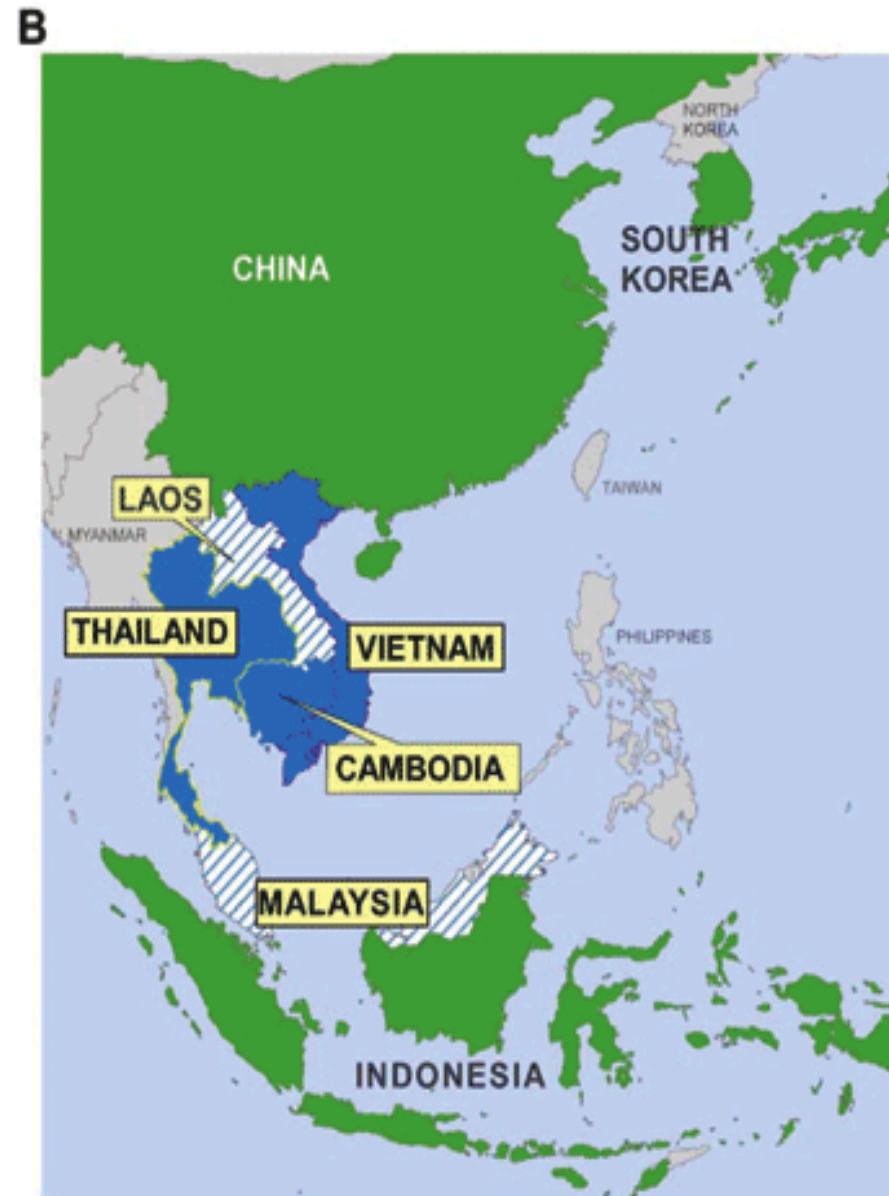 B
NORTH
KOREA
SOUTH
KOREA
CHINA
TAIWAN
LAOS
MYANMAR
THAILAND
VIETNAM
PHILIPPINES
CAMBODIA
MALAYSIA
INDONESIA